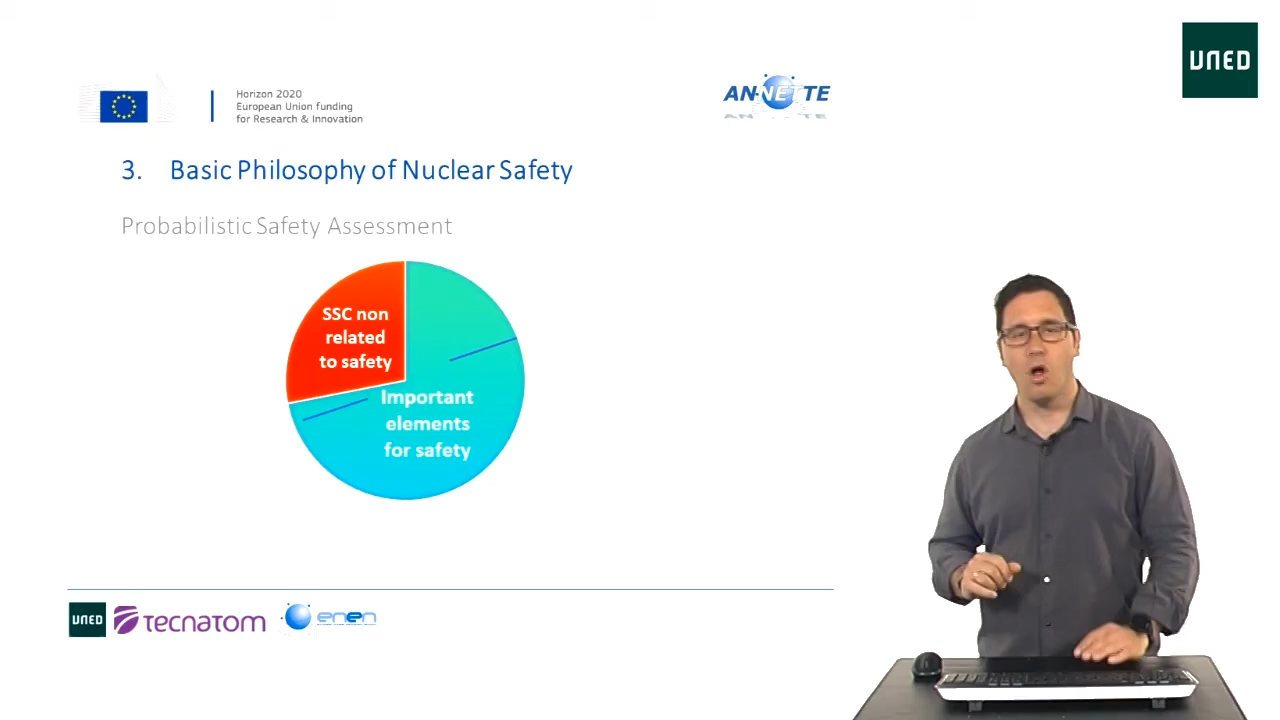 UNED
Horizon 2020
European Union funding
for Research & Innovation
ANNETTE
3. Basic Philosophy of Nuclear Safety
Probabilistic Safety Assessment
SSC non
related
to safety
Important
elements
for safety
UNED
tecnatom
enen